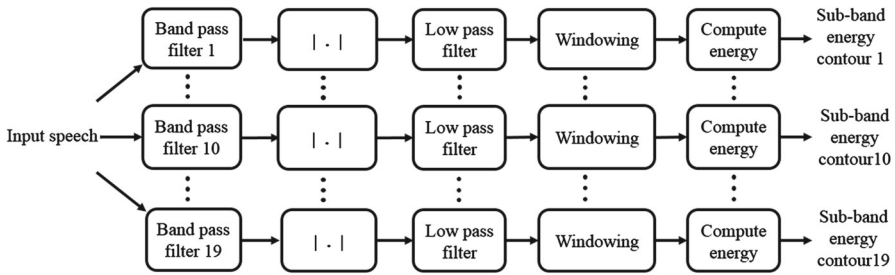 Band pass
filter 1
| . |
Low pass
filter
Windowing
Compute
energy
Sub-band
energy
contour 1
Input speech
Band pass
filter 10
| . |
Low pass
filter
Windowing
Compute
energy
Sub-band
energy
contour10
Band pass
filter 19
| . |
Low pass
filter
Windowing
Compute
energy
Sub-band
energy
contour19